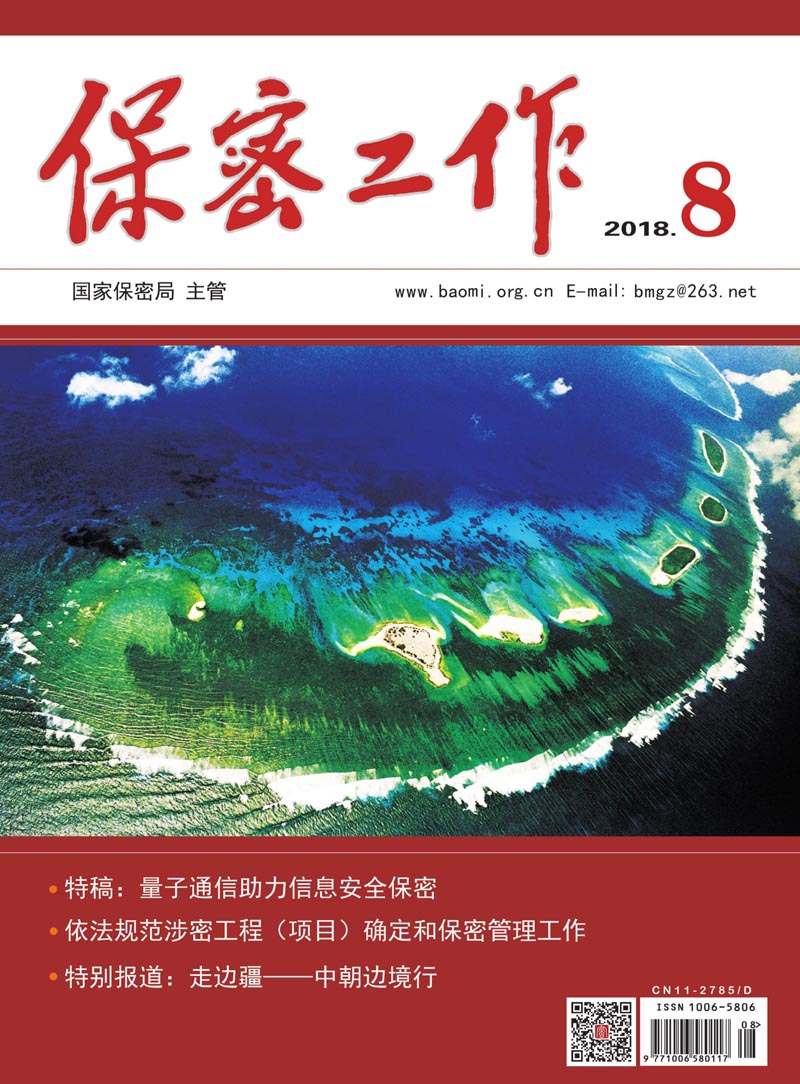 保密工作
2018.8
国家保密局 主管
www.baomi.org.cn E-mail: bmgz@263.net
• 特稿：量子通信助力信息安全保密
• 依法规范涉密工程（项目）确定和保密管理工作
• 特别报道：走边疆——中朝边境行
CN11-2785/D
ISSN 1006-5806
08>
9 771006 580117